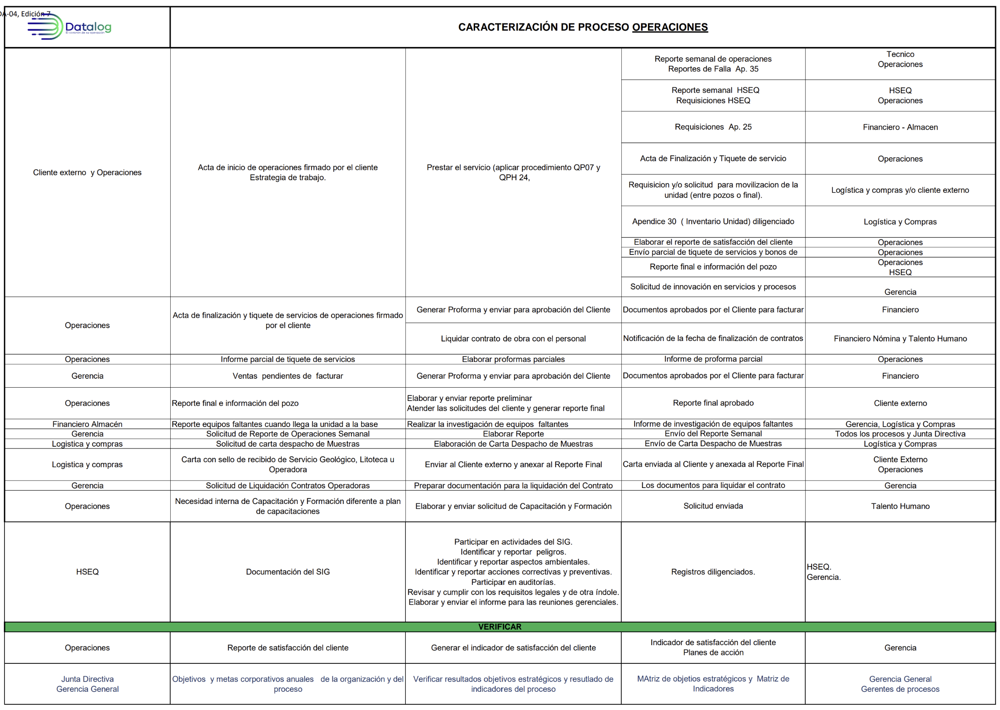 DA-04, Edición 7
Datalog
El corazón de su operación
CARACTERIZACIÓN DE PROCESO OPERACIONES
Cliente externo y Operaciones
Acta de inicio de operaciones firmado por el cliente
Estrategia de trabajo.
Prestar el servicio (aplicar procedimiento QP07 y
QPH 24,
Reporte semanal de operaciones
Reportes de Falla Ap. 35
Tecnico
Operaciones
Reporte semanal HSEQ
Requisiciones HSEQ
HSEQ
Operaciones
Requisiciones Ap. 25
Financiero - Almacen
Acta de Finalización y Tiquete de servicio
Operaciones
Requisicion y/o solicitud para movilizacion de la
unidad (entre pozos o final).
Logística y compras y/o cliente externo
Apendice 30 ( Inventario Unidad) diligenciado
Logística y Compras
Elaborar el reporte de satisfacción del cliente
Operaciones
Envío parcial de tiquete de servicios y bonos de
Operaciones
Reporte final e información del pozo
Operaciones
HSEQ
Solicitud de innovación en servicios y procesos
Gerencia
Operaciones
Acta de finalización y tiquete de servicios de operaciones firmado
por el cliente
Generar Proforma y enviar para aprobación del Cliente
Documentos aprobados por el Cliente para facturar
Financiero
Liquidar contrato de obra con el personal
Notificación de la fecha de finalización de contratos
Financiero Nómina y Talento Humano
Operaciones
Informe parcial de tiquete de servicios
Elaborar proformas parciales
Informe de proforma parcial
Operaciones
Gerencia
Ventas pendientes de facturar
Generar Proforma y enviar para aprobación del Cliente
Documentos aprobados por el Cliente para facturar
Financiero
Operaciones
Reporte final e información del pozo
Elaborar y enviar reporte preliminar
Atender las solicitudes del cliente y generar reporte final
Reporte final aprobado
Cliente externo
Financiero Almacén
Reporte equipos faltantes cuando llega la unidad a la base
Realizar la investigación de equipos faltantes
Informe de investigación de equipos faltantes
Gerencia, Logística y Compras
Gerencia
Solicitud de Reporte de Operaciones Semanal
Elaborar Reporte
Envío del Reporte Semanal
Todos los procesos y Junta Directiva
Logistica y compras
Solicitud de carta despacho de Muestras
Elaboración de Carta Despacho de Muestras
Envío de Carta Despacho de Muestras
Logística y Compras
Logistica y compras
Carta con sello de recibido de Servicio Geológico, Litoteca u
Operadora
Enviar al Cliente externo y anexar al Reporte Final
Carta enviada al Cliente y anexada al Reporte Final
Cliente Externo
Operaciones
Gerencia
Solicitud de Liquidación Contratos Operadoras
Preparar documentación para la liquidación del Contrato
Los documentos para liquidar el contrato
Gerencia
Operaciones
Necesidad interna de Capacitación y Formación diferente a plan
de capacitaciones
Elaborar y enviar solicitud de Capacitación y Formación
Solicitud enviada
Talento Humano
HSEQ
Documentación del SIG
Participar en actividades del SIG.
Identificar y reportar peligros.
Identificar y reportar aspectos ambientales.
Identificar y reportar acciones correctivas y preventivas.
Participar en auditorías.
Revisar y cumplir con los requisitos legales y de otra índole.
Elaborar y enviar el informe para las reuniones gerenciales.
Registros diligenciados.
HSEQ.
Gerencia.
VERIFICAR
Operaciones
Reporte de satisfacción del cliente
Generar el indicador de satisfacción del cliente
Indicador de satisfacción del cliente
Planes de acción
Gerencia
Junta Directiva
Gerencia General
Objetivos y metas corporativos anuales de la organización y del
proceso
Verificar resultados objetivos estratégicos y resutlado de
indicadores del proceso
MAtriz de objetios estratégicos y Matriz de
Indicadores
Gerencia General
Gerentes de procesos